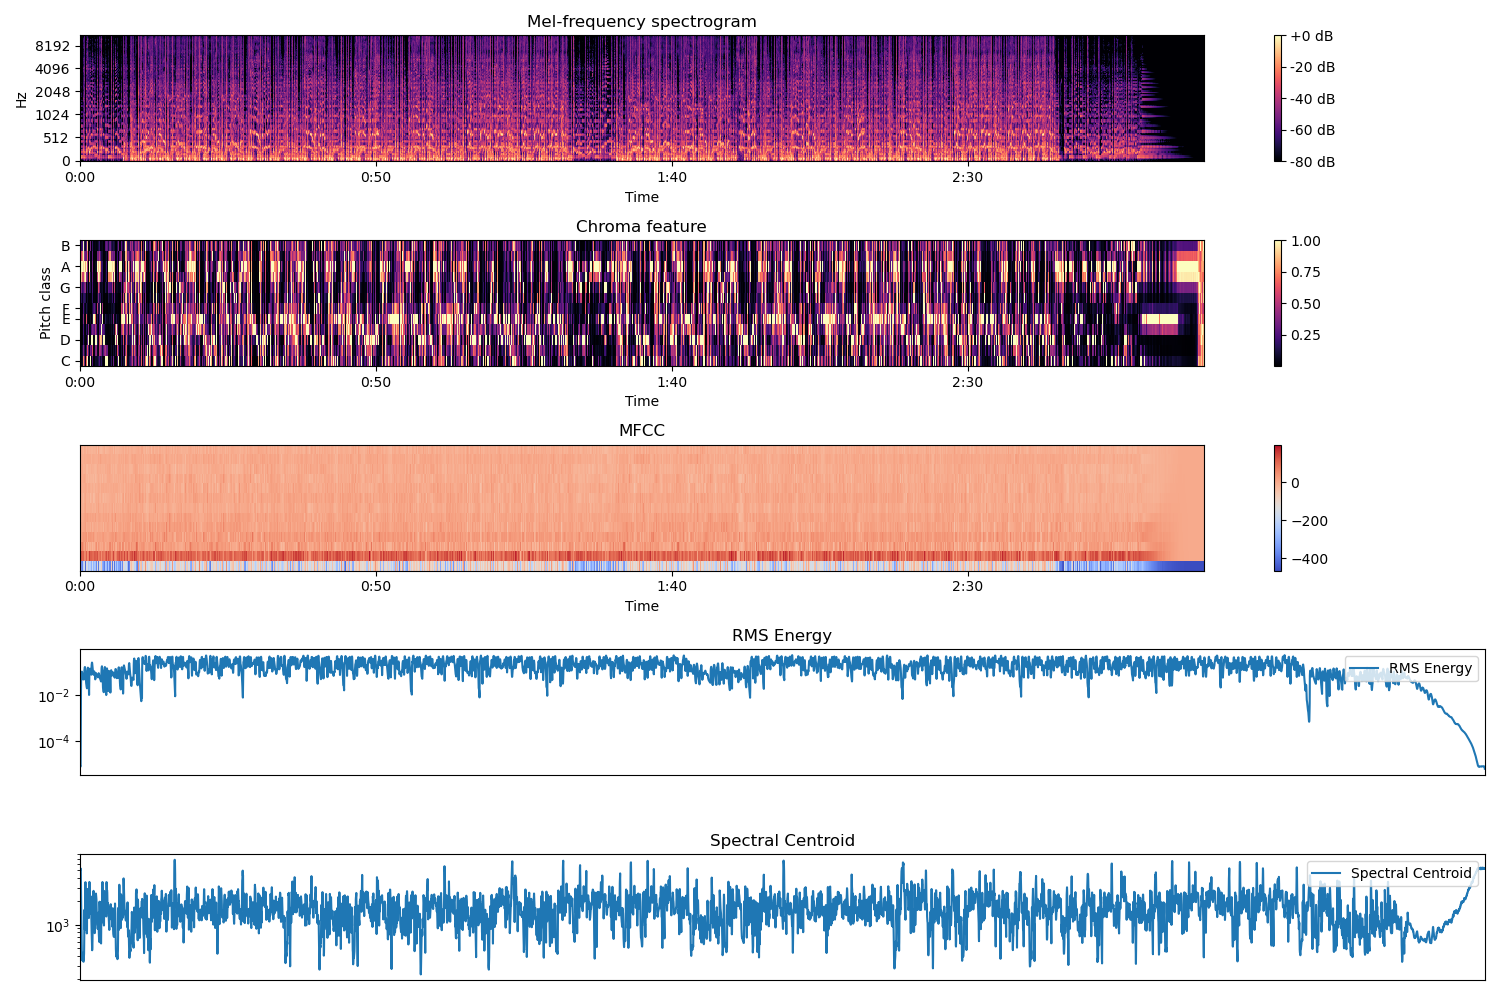 Mel-frequency spectrogram
8192
4096
2048
1024
512
0
Hz
0:00 0:50 1:40 2:30
Time
+0 dB
-20 dB
-40 dB
-60 dB
-80 dB
Chroma feature
B
A
G
E
E
D
C
Pitch class
0:00 0:50 1:40 2:30
Time
1.00
0.75
0.50
0.25
MFCC
0:00 0:50 1:40 2:30
Time
0
−200
−400
RMS Energy
10⁻²
10⁻⁴
RMS Energy
Spectral Centroid
10³
Spectral Centroid